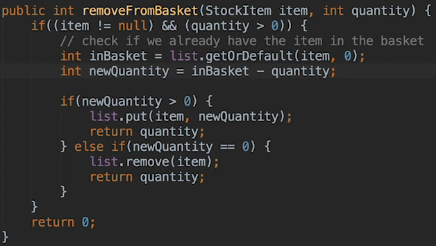 public int removeFromBasket(StockItem item, int quantity) {
    if((item != null) && (quantity > 0)) {
        // check if we already have the item in the basket
        int inBasket = list.getOrDefault(item, 0);
        int newQuantity = inBasket - quantity;

        if(newQuantity > 0) {
            list.put(item, newQuantity);
            return quantity;
        } else if(newQuantity == 0) {
            list.remove(item);
            return quantity;
        }
    }
    return 0;
}